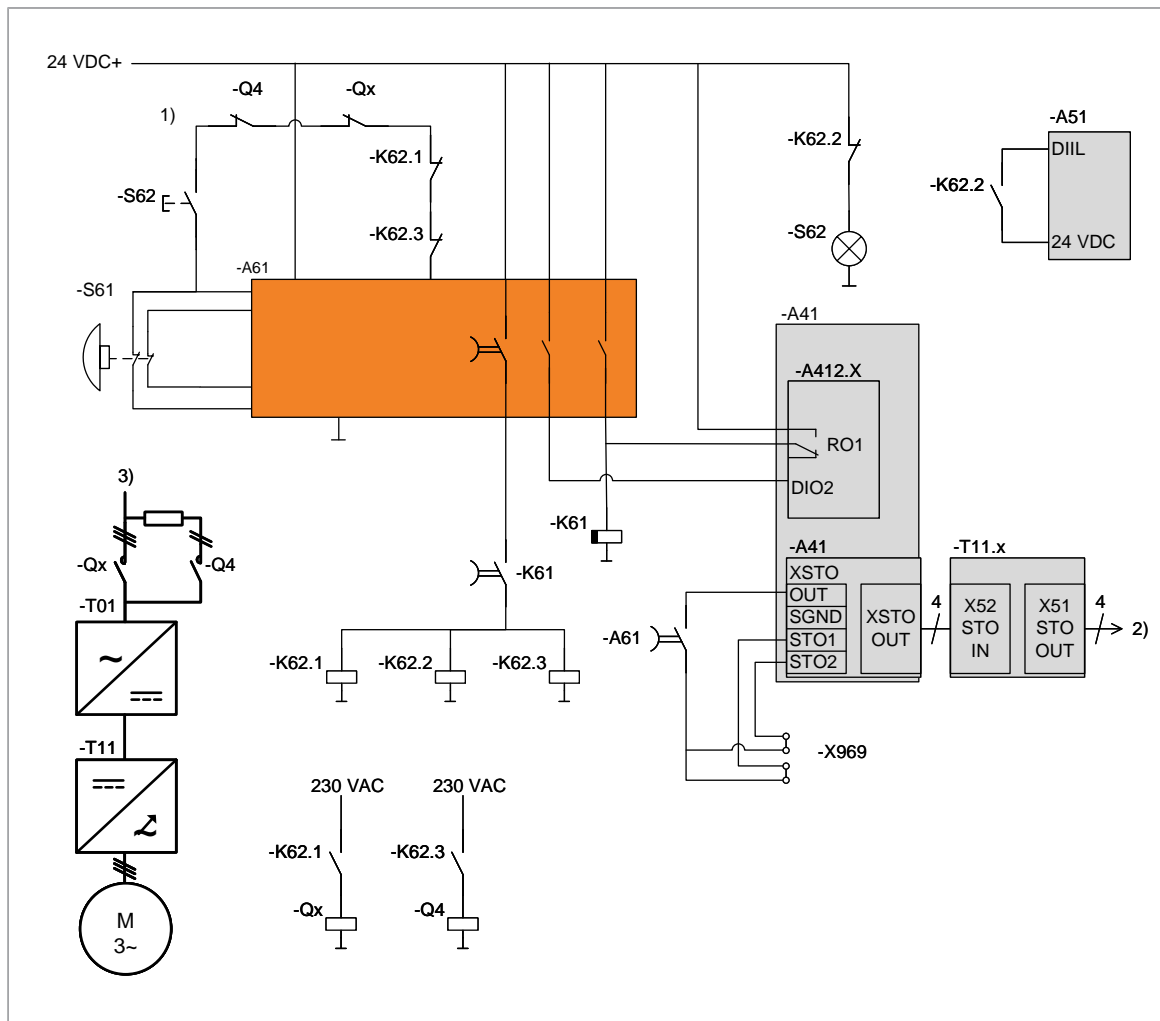 24 VDC+
-Q4
-Qx
1)
-K62.1
-K62.2
-A51
DIIL
-S62
-K62.2
-K62.3
-S62
24 VDC
-A61
-S61
-A41
-A412.X
RO1
3)
DIO2
-K61
-Qx
-Q4
-K61
-A41
-T11.x
XSTO
OUT
SGND
STO1
STO2
XSTO
OUT
4
X52
STO
IN
X51
STO
OUT
4
2)
-T01
~
-A61
-K62.1
-K62.2
-K62.3
-T11
-X969
230 VAC
230 VAC
-K62.1
-K62.3
-Qx
-Q4
M
3~